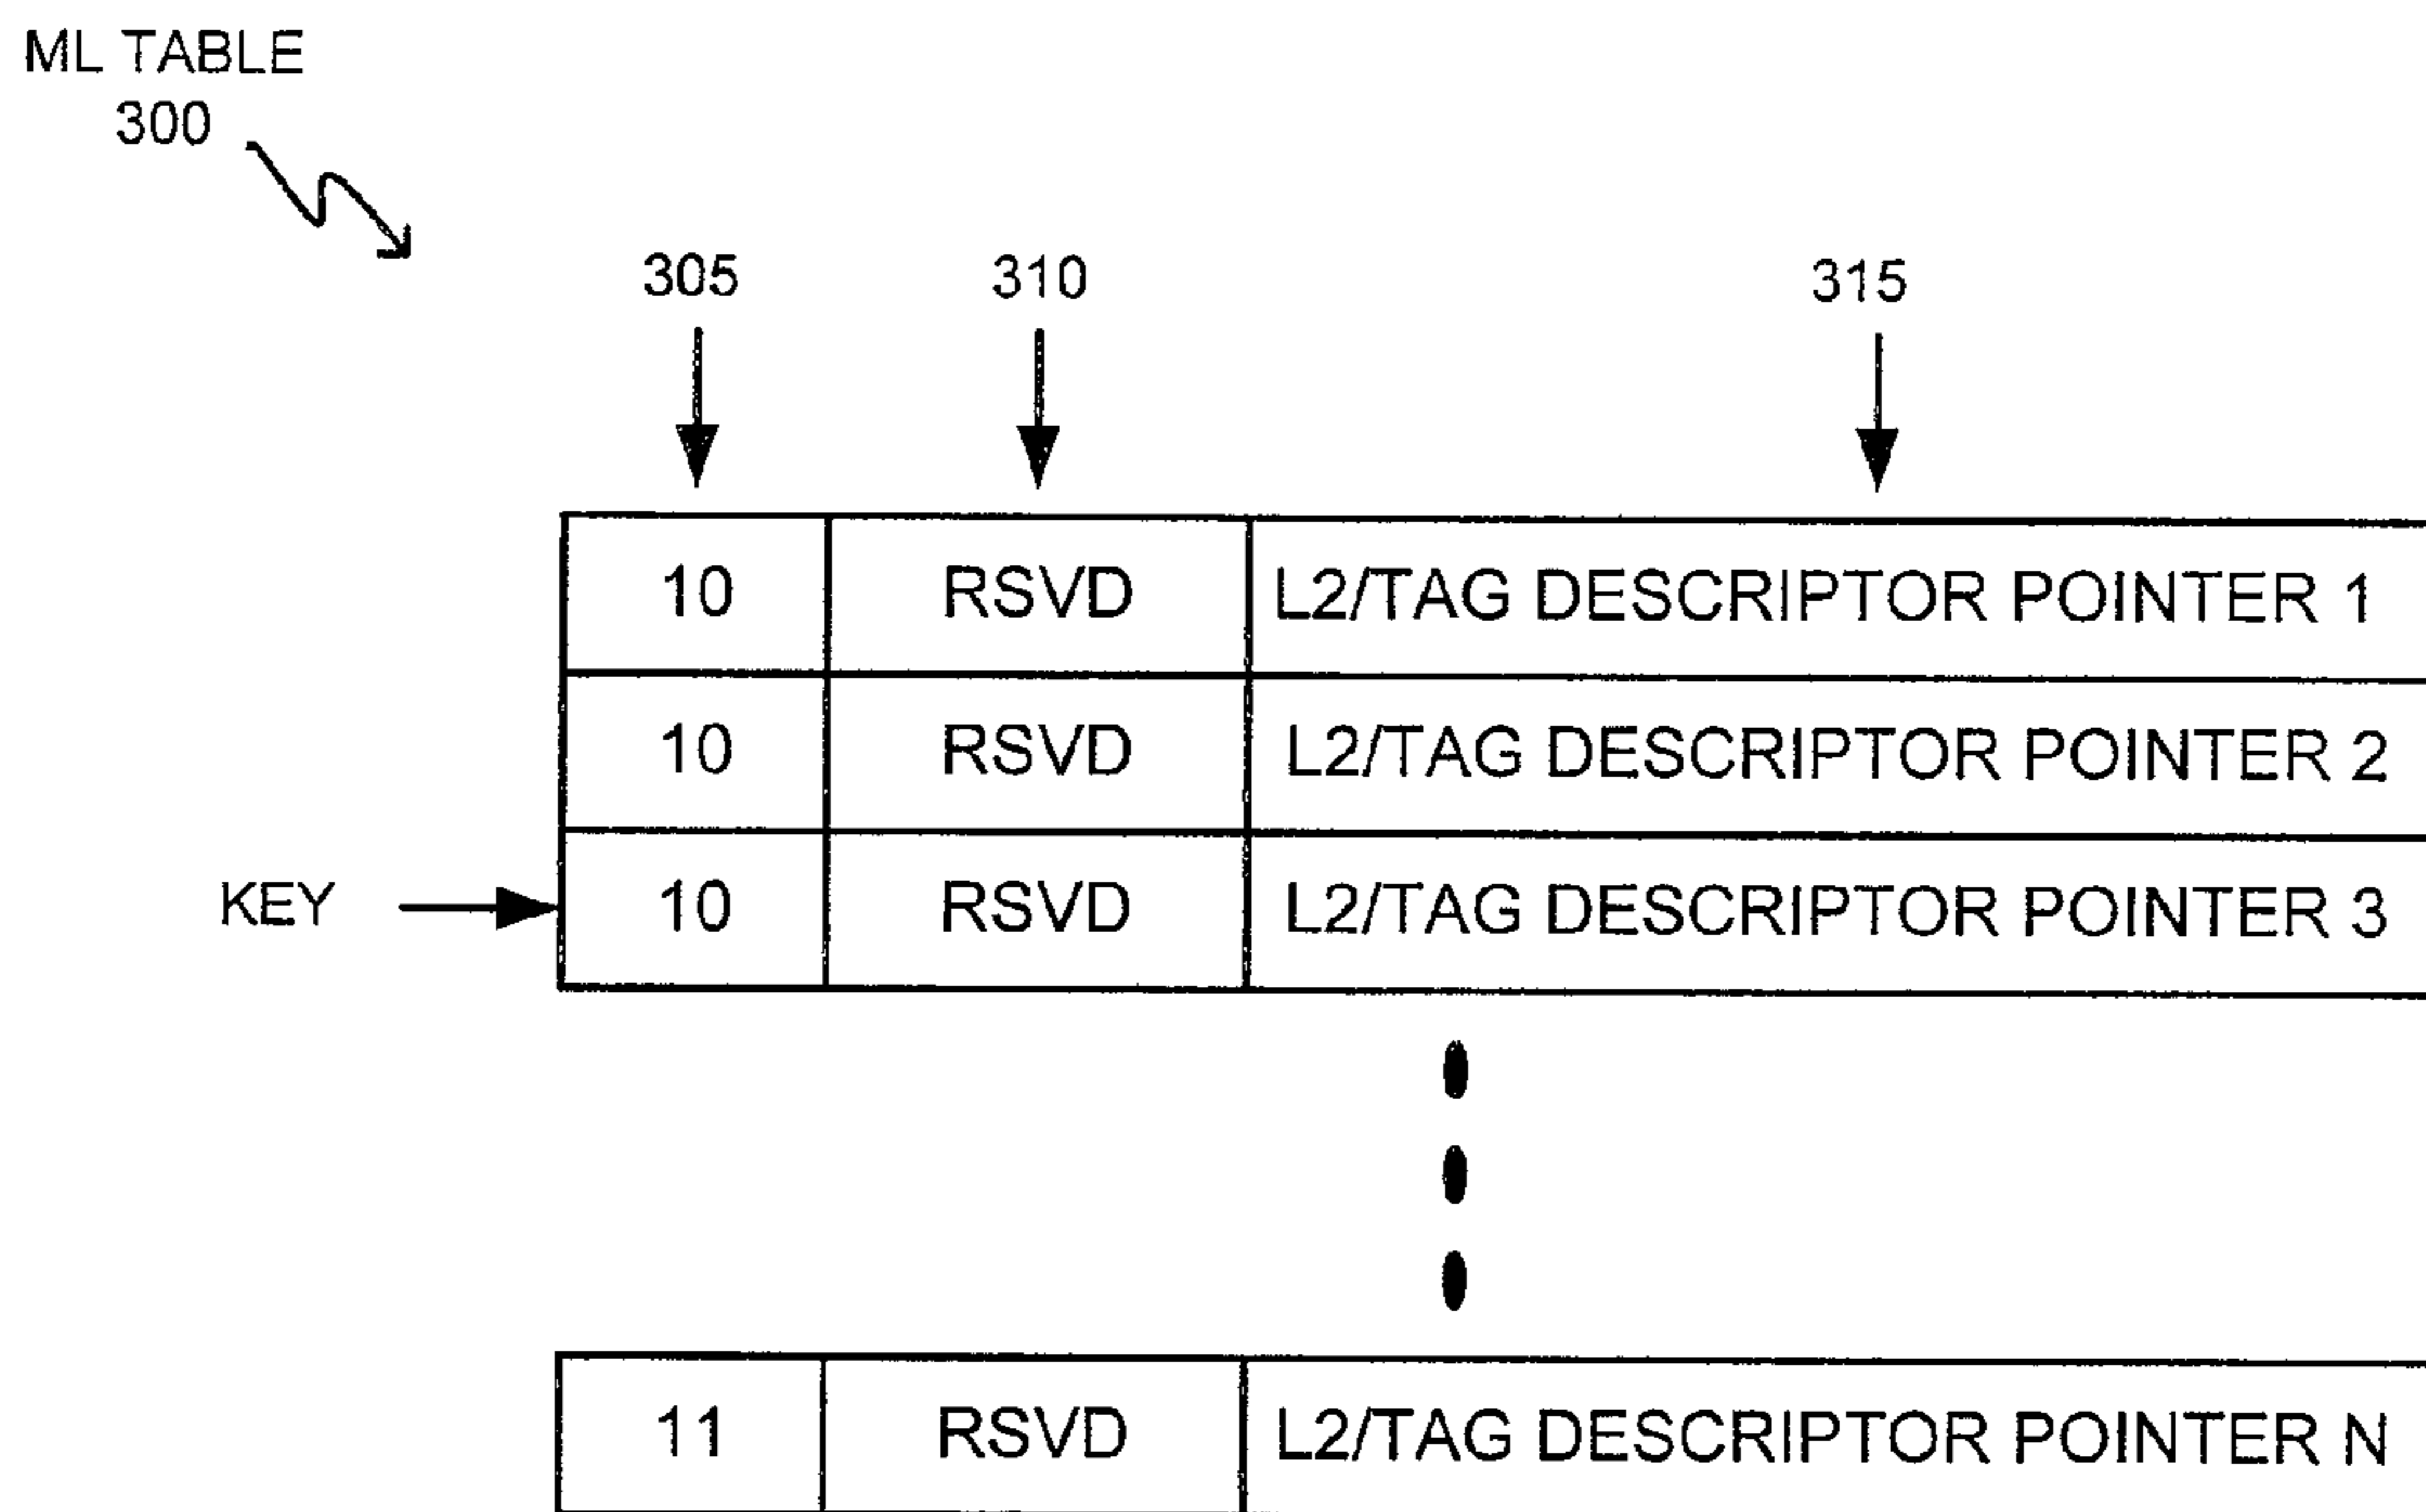 ML TABLE
300
305 310 315
10 RSVD L2/TAG DESCRIPTOR POINTER 1
10 RSVD L2/TAG DESCRIPTOR POINTER 2
KEY 10 RSVD L2/TAG DESCRIPTOR POINTER 3
11 RSVD L2/TAG DESCRIPTOR POINTER N